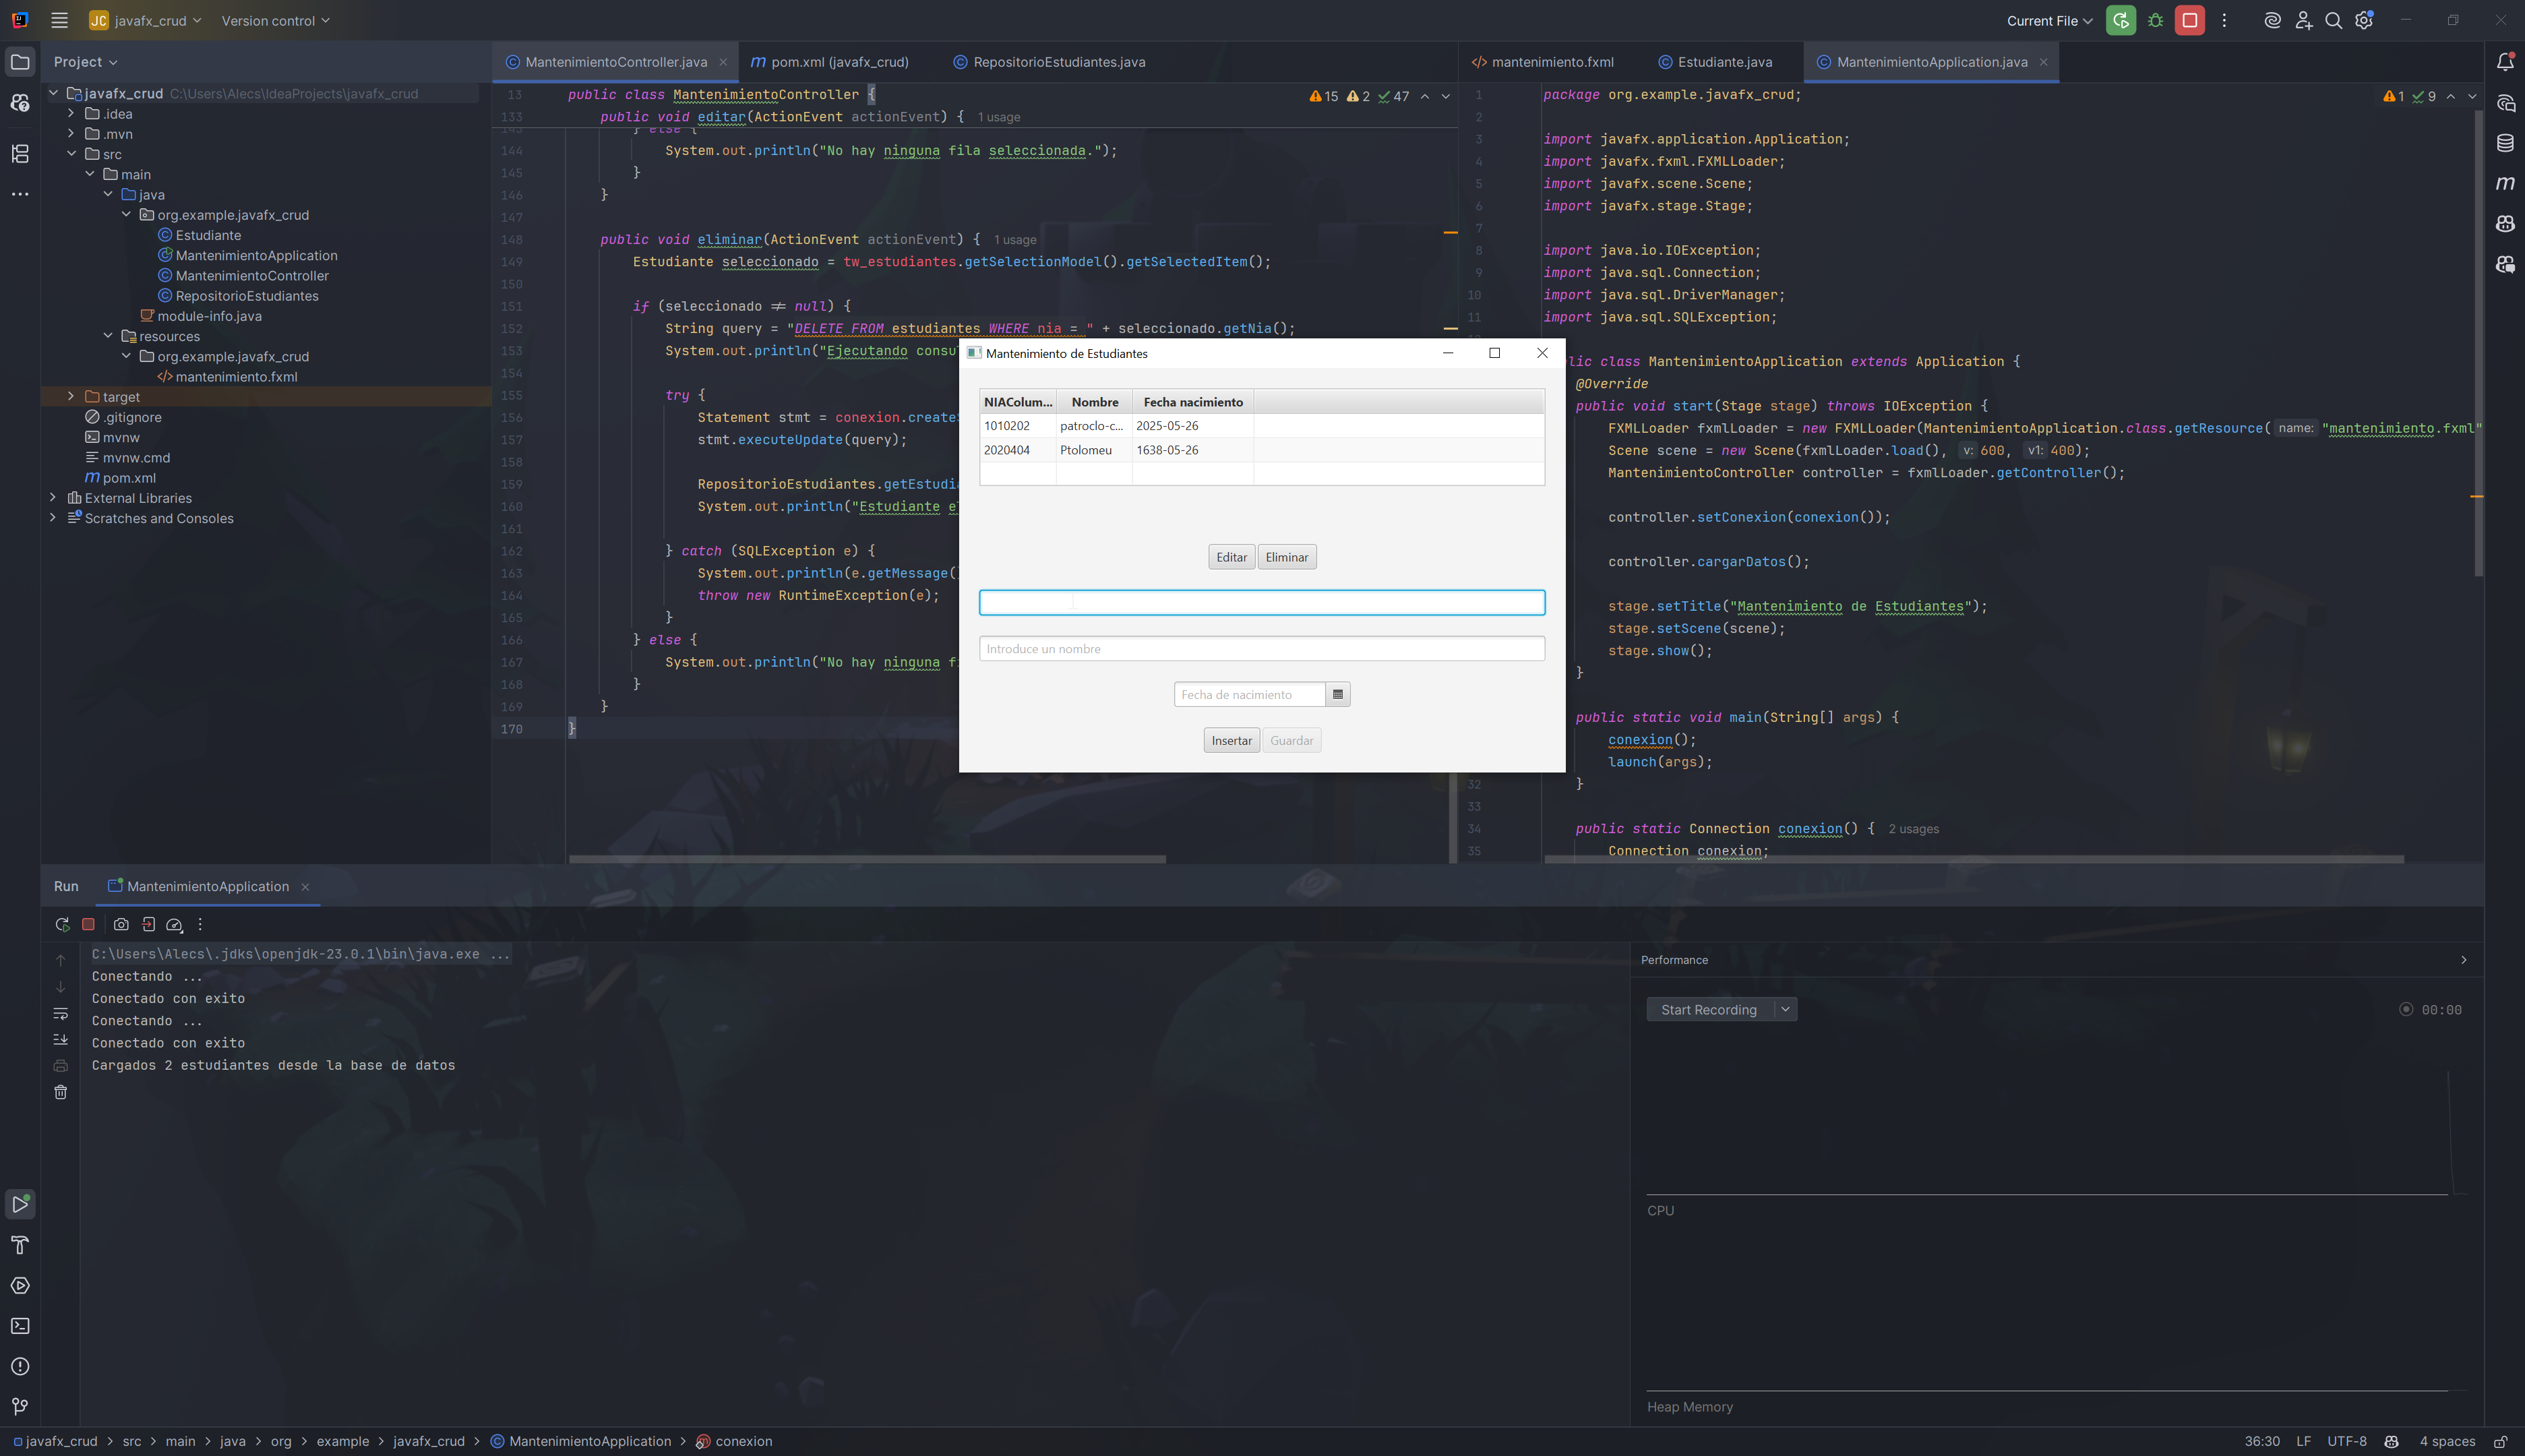 JC javafx_crud
Version control
Current File
Project
MantenimientoController.java
pom.xml (javafx_crud)
RepositorioEstudiantes.java
mantenimiento.fxml
Estudiante.java
MantenimientoApplication.java
javafx_crud C:\Users\Alecs\IdeaProjects\javafx_crud
.idea
.mvn
src
main
java
org.example.javafx_crud
Estudiante
MantenimientoApplication
MantenimientoController
RepositorioEstudiantes
module-info.java
resources
org.example.javafx_crud
mantenimiento.fxml
target
.gitignore
mvnw
mvnw.cmd
pom.xml
External Libraries
Scratches and Consoles
15 2 47
13 public class MantenimientoController {
133 public void editar(ActionEvent actionEvent) { 1 usage
143 } else {
144 System.out.println("No hay ninguna fila seleccionada.");
145 }
146 }
147
148 public void eliminar(ActionEvent actionEvent) { 1 usage
149 Estudiante seleccionado = tw_estudiantes.getSelectionModel().getSelectedItem();
150
151 if (seleccionado ≠ null) {
152 String query = "DELETE FROM estudiantes WHERE nia = " + seleccionado.getNia();
153 System.out.println("Ejecutando consu
154
155 try {
156 Statement stmt = conexion.createS
157 stmt.executeUpdate(query);
158
159 RepositorioEstudiantes.getEstudia
160 System.out.println("Estudiante el
161
162 } catch (SQLException e) {
163 System.out.println(e.getMessage(
164 throw new RuntimeException(e);
165 }
166 } else {
167 System.out.println("No hay ninguna f
168 }
169 }
170 }
1 9
1 package org.example.javafx_crud;
2
3 import javafx.application.Application;
4 import javafx.fxml.FXMLLoader;
5 import javafx.scene.Scene;
6 import javafx.stage.Stage;
7
8 import java.io.IOException;
9 import java.sql.Connection;
10 import java.sql.DriverManager;
11 import java.sql.SQLException;
lic class MantenimientoApplication extends Application {
@Override
public void start(Stage stage) throws IOException {
FXMLLoader fxmlLoader = new FXMLLoader(MantenimientoApplication.class.getResource( name: "mantenimiento.fxml"
Scene scene = new Scene(fxmlLoader.load(), v: 600, v1: 400);
MantenimientoController controller = fxmlLoader.getController();
controller.setConexion(conexion());
controller.cargarDatos();
stage.setTitle("Mantenimiento de Estudiantes");
stage.setScene(scene);
stage.show();
}
public static void main(String[] args) {
conexion();
launch(args);
32 }
33
34 public static Connection conexion() { 2 usages
35 Connection conexion;
Mantenimiento de Estudiantes
NIAColum... Nombre Fecha nacimiento
1010202 patroclo-c... 2025-05-26
2020404 Ptolomeu 1638-05-26
Editar Eliminar
Introduce un nombre
Fecha de nacimiento
Insertar Guardar
Run MantenimientoApplication
C:\Users\Alecs\.jdks\openjdk-23.0.1\bin\java.exe ...
Conectando ...
Conectado con exito
Conectando ...
Conectado con exito
Cargados 2 estudiantes desde la base de datos
Performance
Start Recording
00:00
CPU
Heap Memory
javafx_crud > src > main > java > org > example > javafx_crud > MantenimientoApplication > conexion
36:30 LF UTF-8 4 spaces